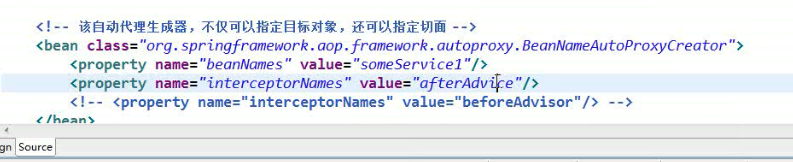 <!-- 该自动代理生成器，不仅可以指定目标对象，还可以指定切面 -->
<bean class="org.springframework.aop.framework.autoproxy.BeanNameAutoProxyCreator">
<property name="beanNames" value="someService1"/>
<property name="interceptorNames" value="afterAdvice"/>
<!-- <property name="interceptorNames" value="beforeAdvisor"/> -->
</bean>
gn Source